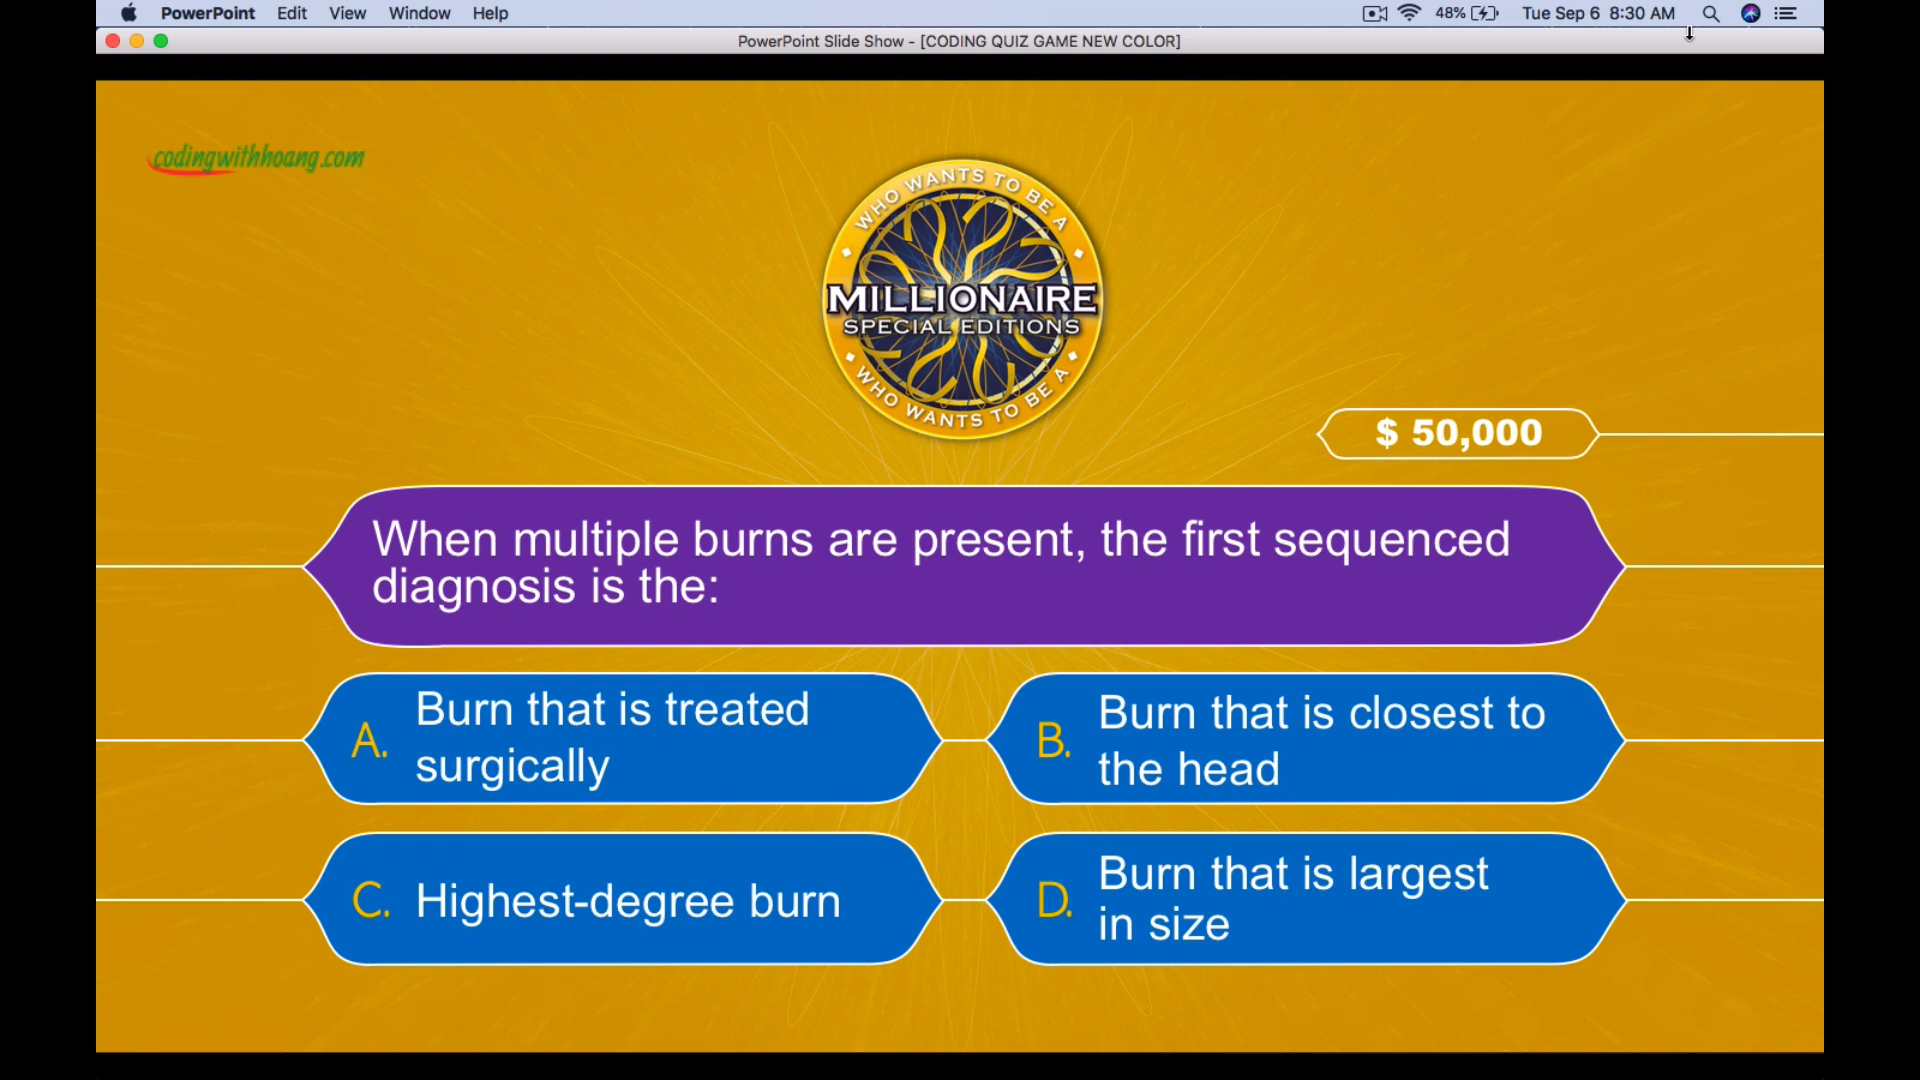 PowerPoint Edit View Window Help 48% Tue Sep 6 8:30 AM
PowerPoint Slide Show - [CODING QUIZ GAME NEW COLOR]
codingwithhoang.com
WHO WANTS TO BE A
MILLIONAIRE
SPECIAL EDITIONS
WHO WANTS TO BE A
$ 50,000
When multiple burns are present, the first sequenced
diagnosis is the:
A. Burn that is treated
surgically
B. Burn that is closest to
the head
C. Highest-degree burn
D. Burn that is largest
in size